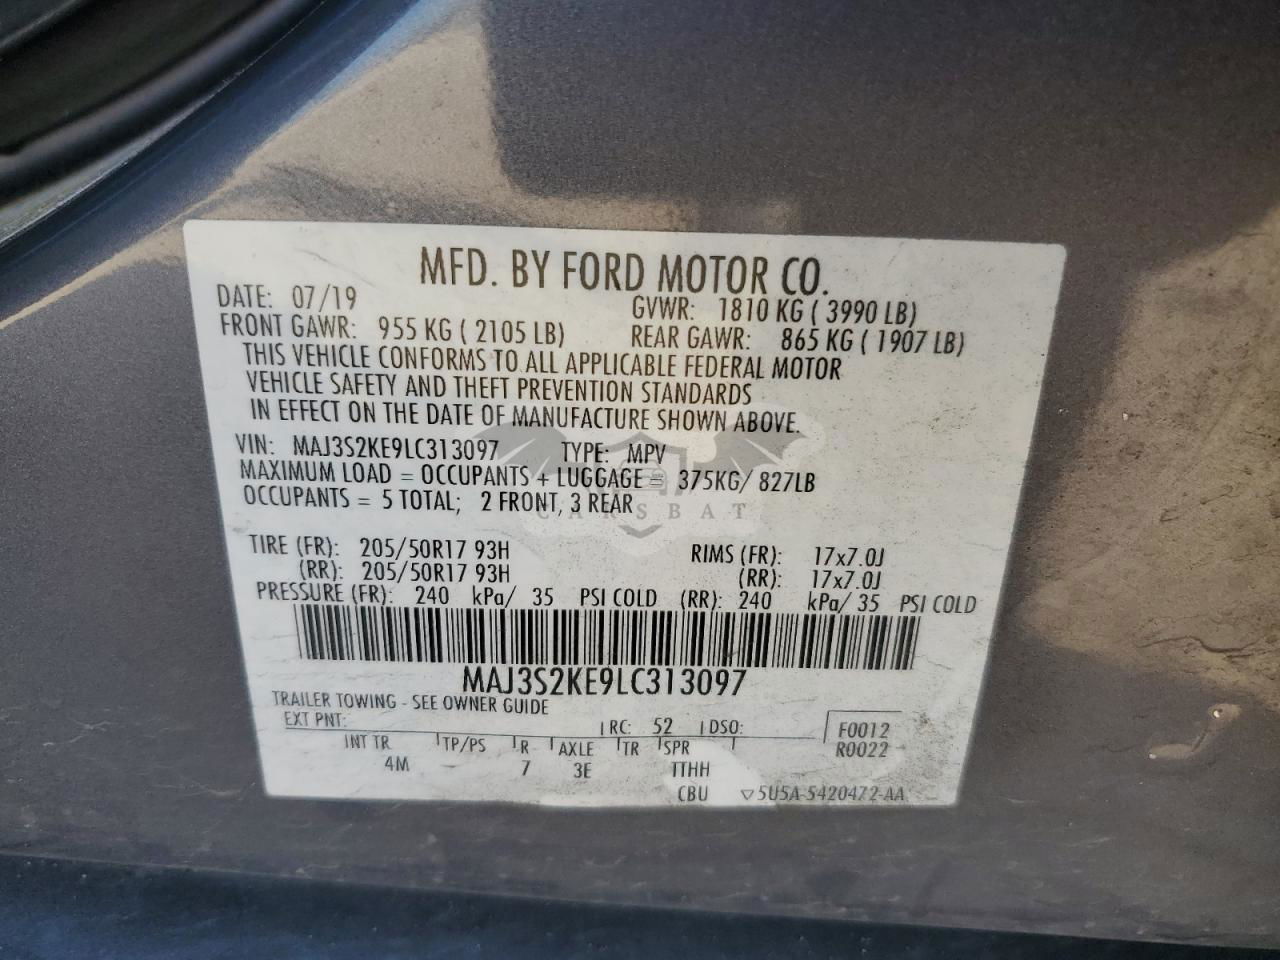 MFD. BY FORD MOTOR CO.
DATE: 07/19 GVWR: 1810 KG ( 3990 LB)
FRONT GAWR: 955 KG ( 2105 LB) REAR GAWR: 865 KG ( 1907 LB)
THIS VEHICLE CONFORMS TO ALL APPLICABLE FEDERAL MOTOR
VEHICLE SAFETY AND THEFT PREVENTION STANDARDS
IN EFFECT ON THE DATE OF MANUFACTURE SHOWN ABOVE.
VIN: MAJ3S2KE9LC313097 TYPE: MPV
MAXIMUM LOAD = OCCUPANTS + LUGGAGE = 375KG/ 827LB
OCCUPANTS = 5 TOTAL; 2 FRONT, 3 REAR
CARSBAT
TIRE (FR): 205/50R17 93H RIMS (FR): 17x7.0J
(RR): 205/50R17 93H (RR): 17x7.0J
PRESSURE (FR): 240 kPa/ 35 PSI COLD (RR): 240 kPa/ 35 PSI COLD
MAJ3S2KE9LC313097
TRAILER TOWING - SEE OWNER GUIDE
EXT PNT: RC: 52 DSO: F0012
INT TR TP/PS R AXLE TR SPR R0022
4M 7 3E TTHH
CBU ▽5U5A-5420472-AA